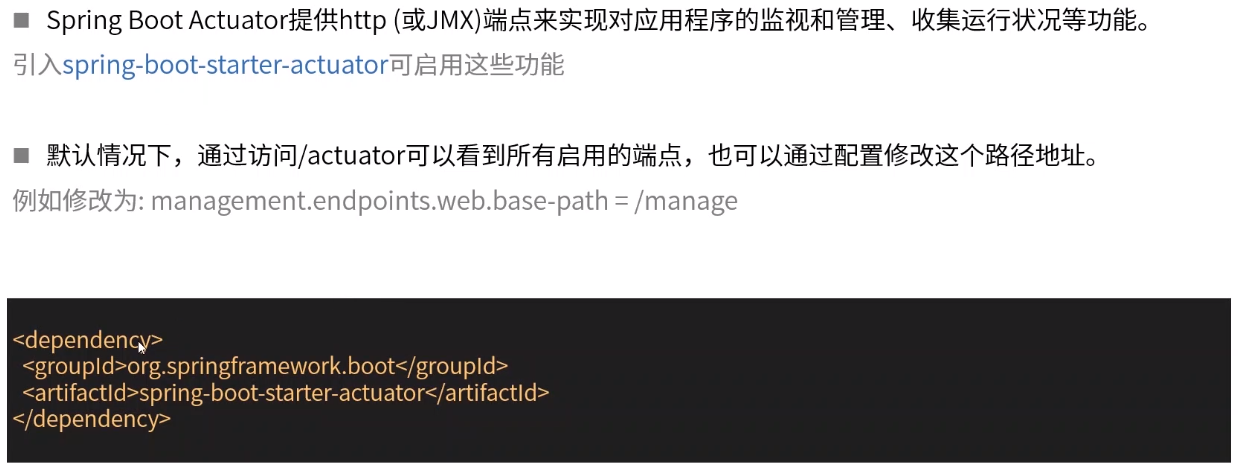 ■ Spring Boot Actuator提供http (或JMX)端点来实现对应用程序的监视和管理、收集运行状况等功能。
引入spring-boot-starter-actuator可启用这些功能
■ 默认情况下，通过访问/actuator可以看到所有启用的端点，也可以通过配置修改这个路径地址。
例如修改为: management.endpoints.web.base-path = /manage
<dependency>
  <groupId>org.springframework.boot</groupId>
  <artifactId>spring-boot-starter-actuator</artifactId>
</dependency>